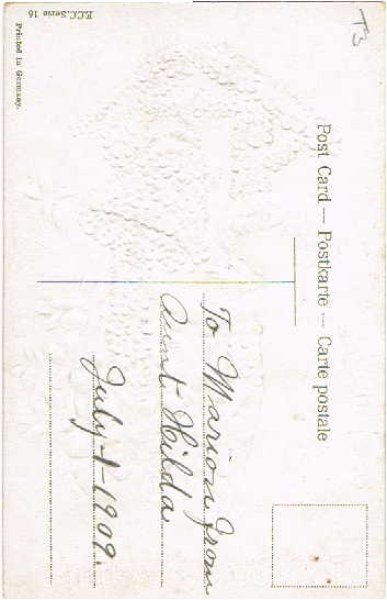 Post Card — Postkarte — Carte postale
To Marion from
Aunt Hilda
July-1-1909.
E.C.C. Serie 16
Printed in Germany.
T3